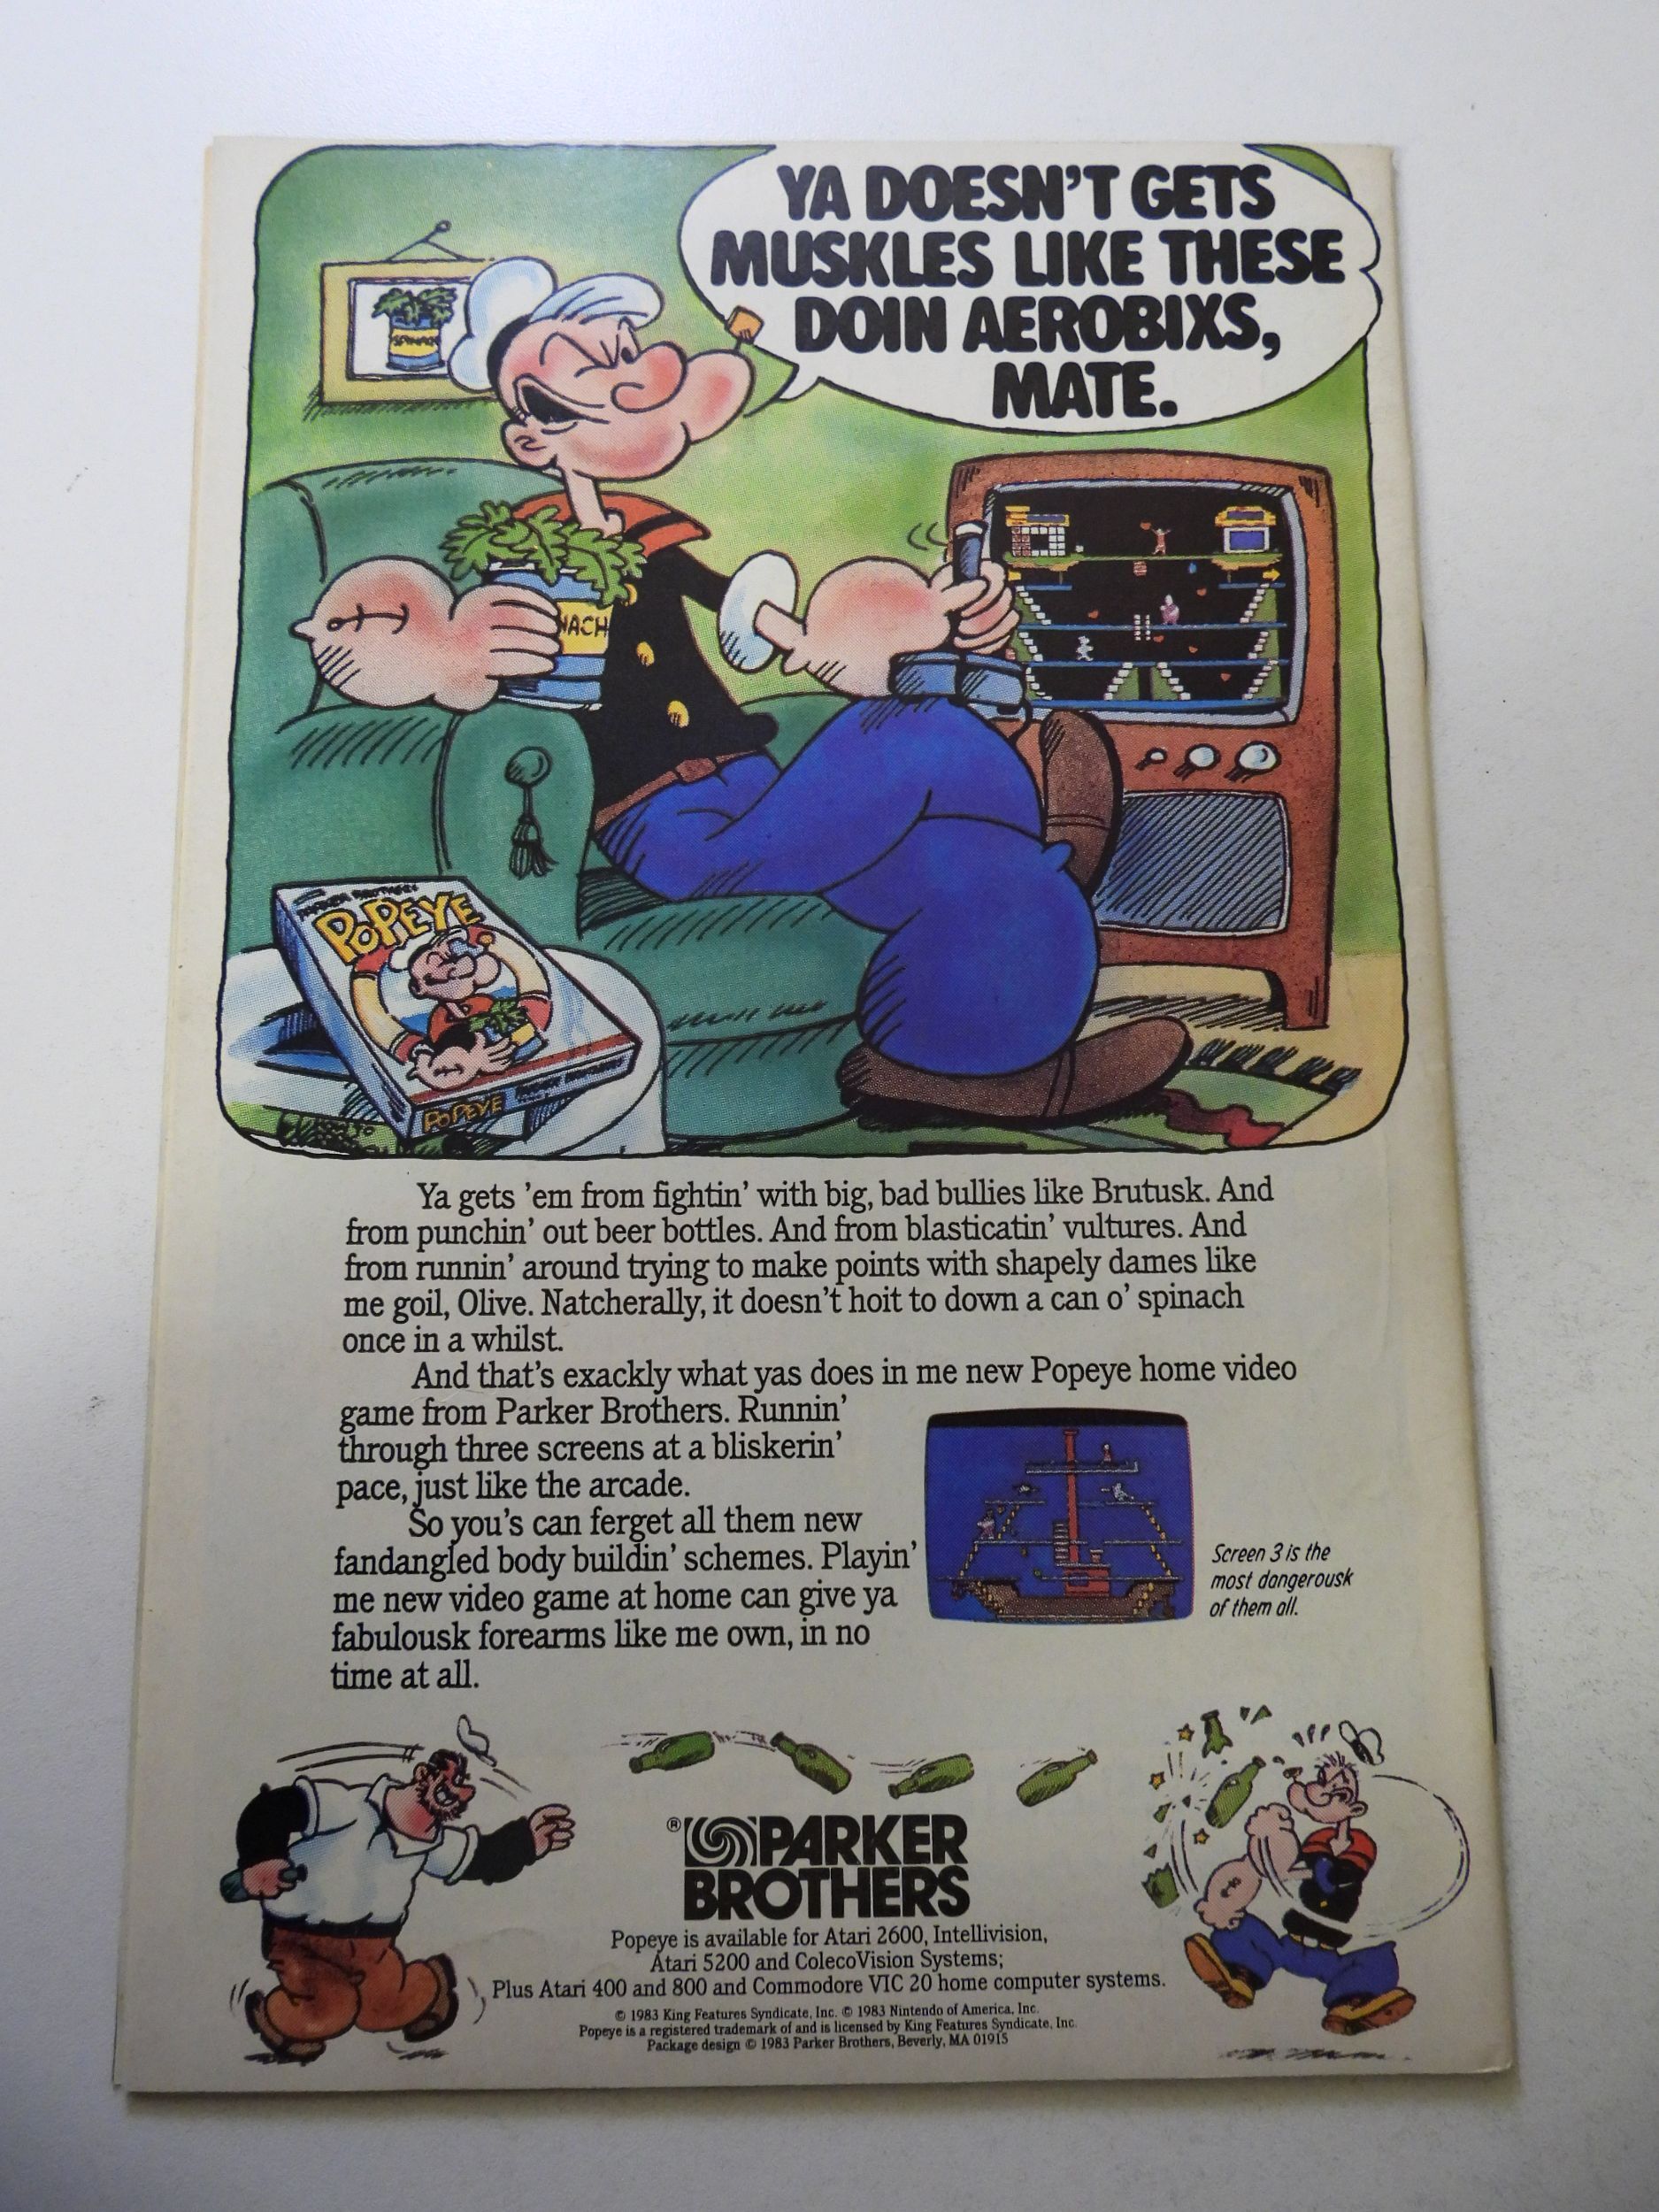 YA DOESN'T GETS
MUSKLES LIKE THESE
DOIN AEROBIXS,
MATE.
SPINACH
NACH
PARKER BROTHERS
POPEYE
POPEYE PARKER BROTHERS
HOW TO
Ya gets 'em from fightin' with big, bad bullies like Brutusk. And
from punchin' out beer bottles. And from blasticatin' vultures. And
from runnin' around trying to make points with shapely dames like
me goil, Olive. Natcherally, it doesn't hoit to down a can o' spinach
once in a whilst.
And that's exackly what yas does in me new Popeye home video
game from Parker Brothers. Runnin'
through three screens at a bliskerin'
pace, just like the arcade.
So you's can ferget all them new
fandangled body buildin' schemes. Playin'
me new video game at home can give ya
fabulousk forearms like me own, in no
time at all.
Screen 3 is the
most dangerousk
of them all.
® PARKER
BROTHERS
Popeye is available for Atari 2600, Intellivision,
Atari 5200 and ColecoVision Systems;
Plus Atari 400 and 800 and Commodore VIC 20 home computer systems.
© 1983 King Features Syndicate, Inc. © 1983 Nintendo of America, Inc.
Popeye is a registered trademark of and is licensed by King Features Syndicate, Inc.
Package design © 1983 Parker Brothers, Beverly, MA 01915